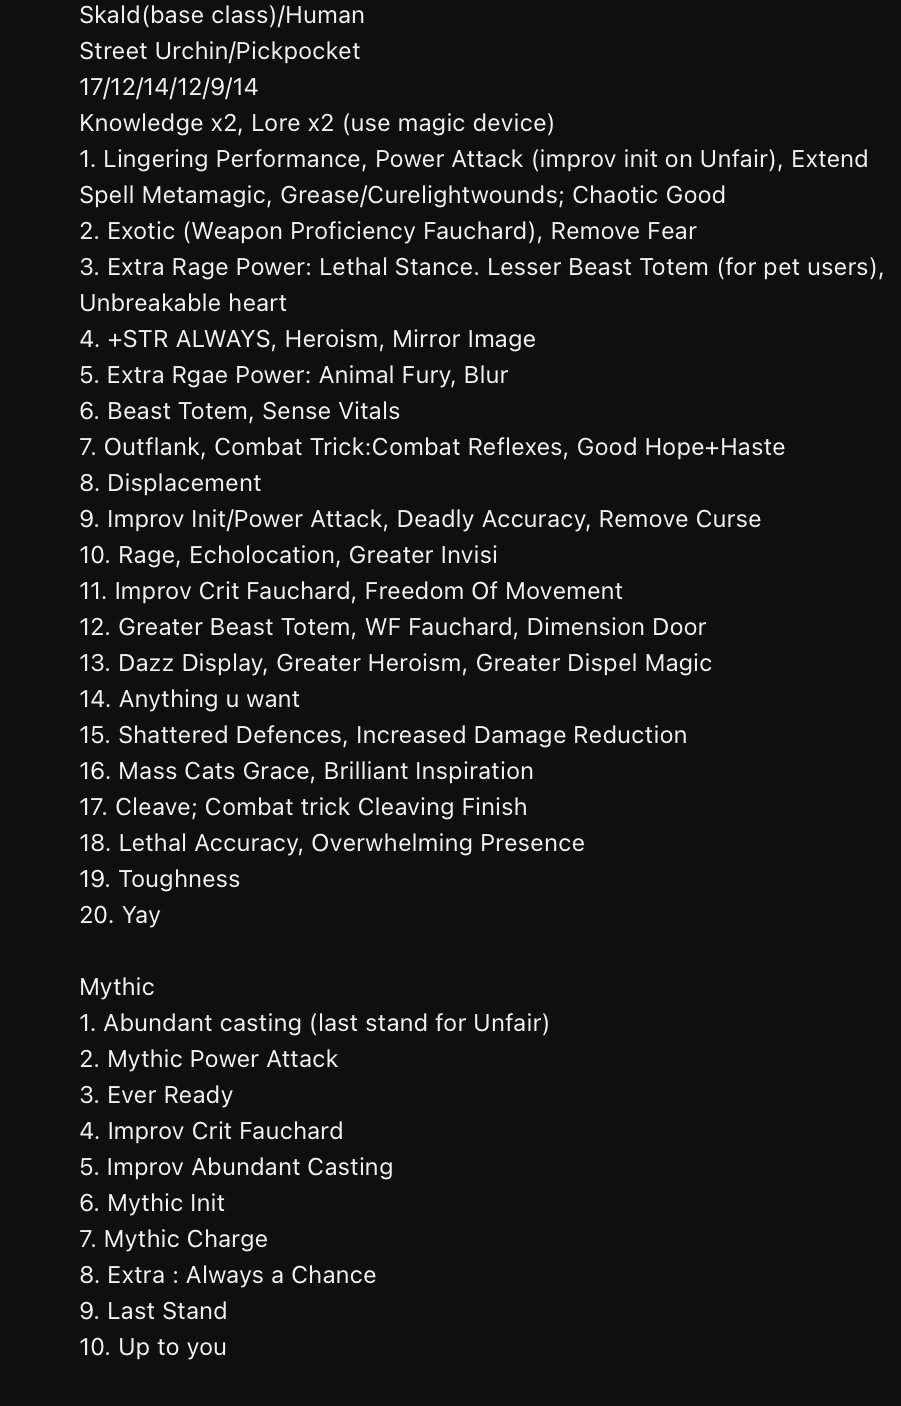 Skald(base class)/Human
Street Urchin/Pickpocket
17/12/14/12/9/14
Knowledge x2, Lore x2 (use magic device)
1. Lingering Performance, Power Attack (improv init on Unfair), Extend
Spell Metamagic, Grease/Curelightwounds; Chaotic Good
2. Exotic (Weapon Proficiency Fauchard), Remove Fear
3. Extra Rage Power: Lethal Stance. Lesser Beast Totem (for pet users),
Unbreakable heart
4. +STR ALWAYS, Heroism, Mirror Image
5. Extra Rgae Power: Animal Fury, Blur
6. Beast Totem, Sense Vitals
7. Outflank, Combat Trick:Combat Reflexes, Good Hope+Haste
8. Displacement
9. Improv Init/Power Attack, Deadly Accuracy, Remove Curse
10. Rage, Echolocation, Greater Invisi
11. Improv Crit Fauchard, Freedom Of Movement
12. Greater Beast Totem, WF Fauchard, Dimension Door
13. Dazz Display, Greater Heroism, Greater Dispel Magic
14. Anything u want
15. Shattered Defences, Increased Damage Reduction
16. Mass Cats Grace, Brilliant Inspiration
17. Cleave; Combat trick Cleaving Finish
18. Lethal Accuracy, Overwhelming Presence
19. Toughness
20. Yay
Mythic
1. Abundant casting (last stand for Unfair)
2. Mythic Power Attack
3. Ever Ready
4. Improv Crit Fauchard
5. Improv Abundant Casting
6. Mythic Init
7. Mythic Charge
8. Extra : Always a Chance
9. Last Stand
10. Up to you